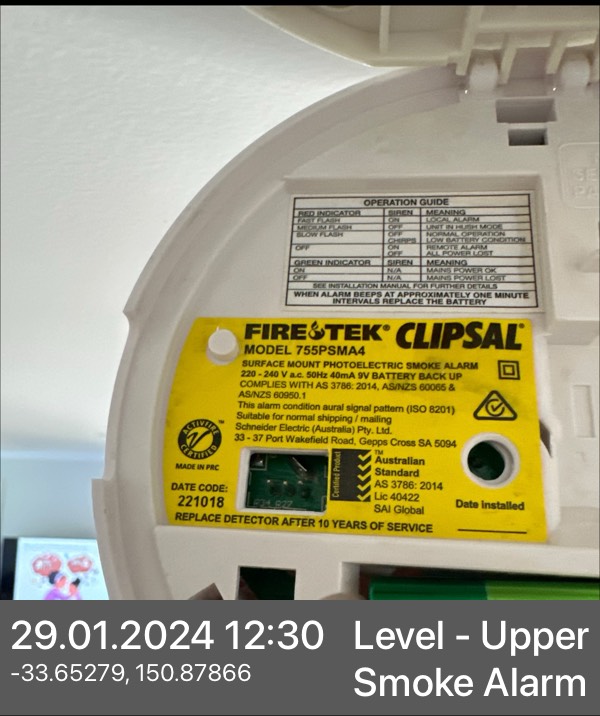 OPERATION GUIDE
RED INDICATOR SIREN MEANING
FAST FLASH ON LOCAL ALARM
MEDIUM FLASH OFF UNIT IN HUSH MODE
SLOW FLASH OFF NORMAL OPERATION
CHIRPS LOW BATTERY CONDITION
OFF ON REMOTE ALARM
OFF ALL POWER LOST
GREEN INDICATOR SIREN MEANING
ON N/A MAINS POWER OK
OFF N/A MAINS POWER LOST
SEE INSTALLATION MANUAL FOR FURTHER DETAILS
WHEN ALARM BEEPS AT APPROXIMATELY ONE MINUTE
INTERVALS REPLACE THE BATTERY
FIRETEK® CLIPSAL®
MODEL 755PSMA4
SURFACE MOUNT PHOTOELECTRIC SMOKE ALARM
220 - 240 V a.c. 50Hz 40mA 9V BATTERY BACK UP
COMPLIES WITH AS 3786: 2014, AS/NZS 60065 &
AS/NZS 60950.1
This alarm condition aural signal pattern (ISO 8201)
Suitable for normal shipping / mailing
Schneider Electric (Australia) Pty. Ltd.
33 - 37 Port Wakefield Road, Gepps Cross SA 5094
ACTIVFIRE
CERTIFIED
TM
MADE IN PRC
Certified Product
TM
Australian
Standard
AS 3786: 2014
Lic 40422
SAI Global
DATE CODE:
221018
Date installed
REPLACE DETECTOR AFTER 10 YEARS OF SERVICE
29.01.2024 12:30
-33.65279, 150.87866
Level - Upper
Smoke Alarm